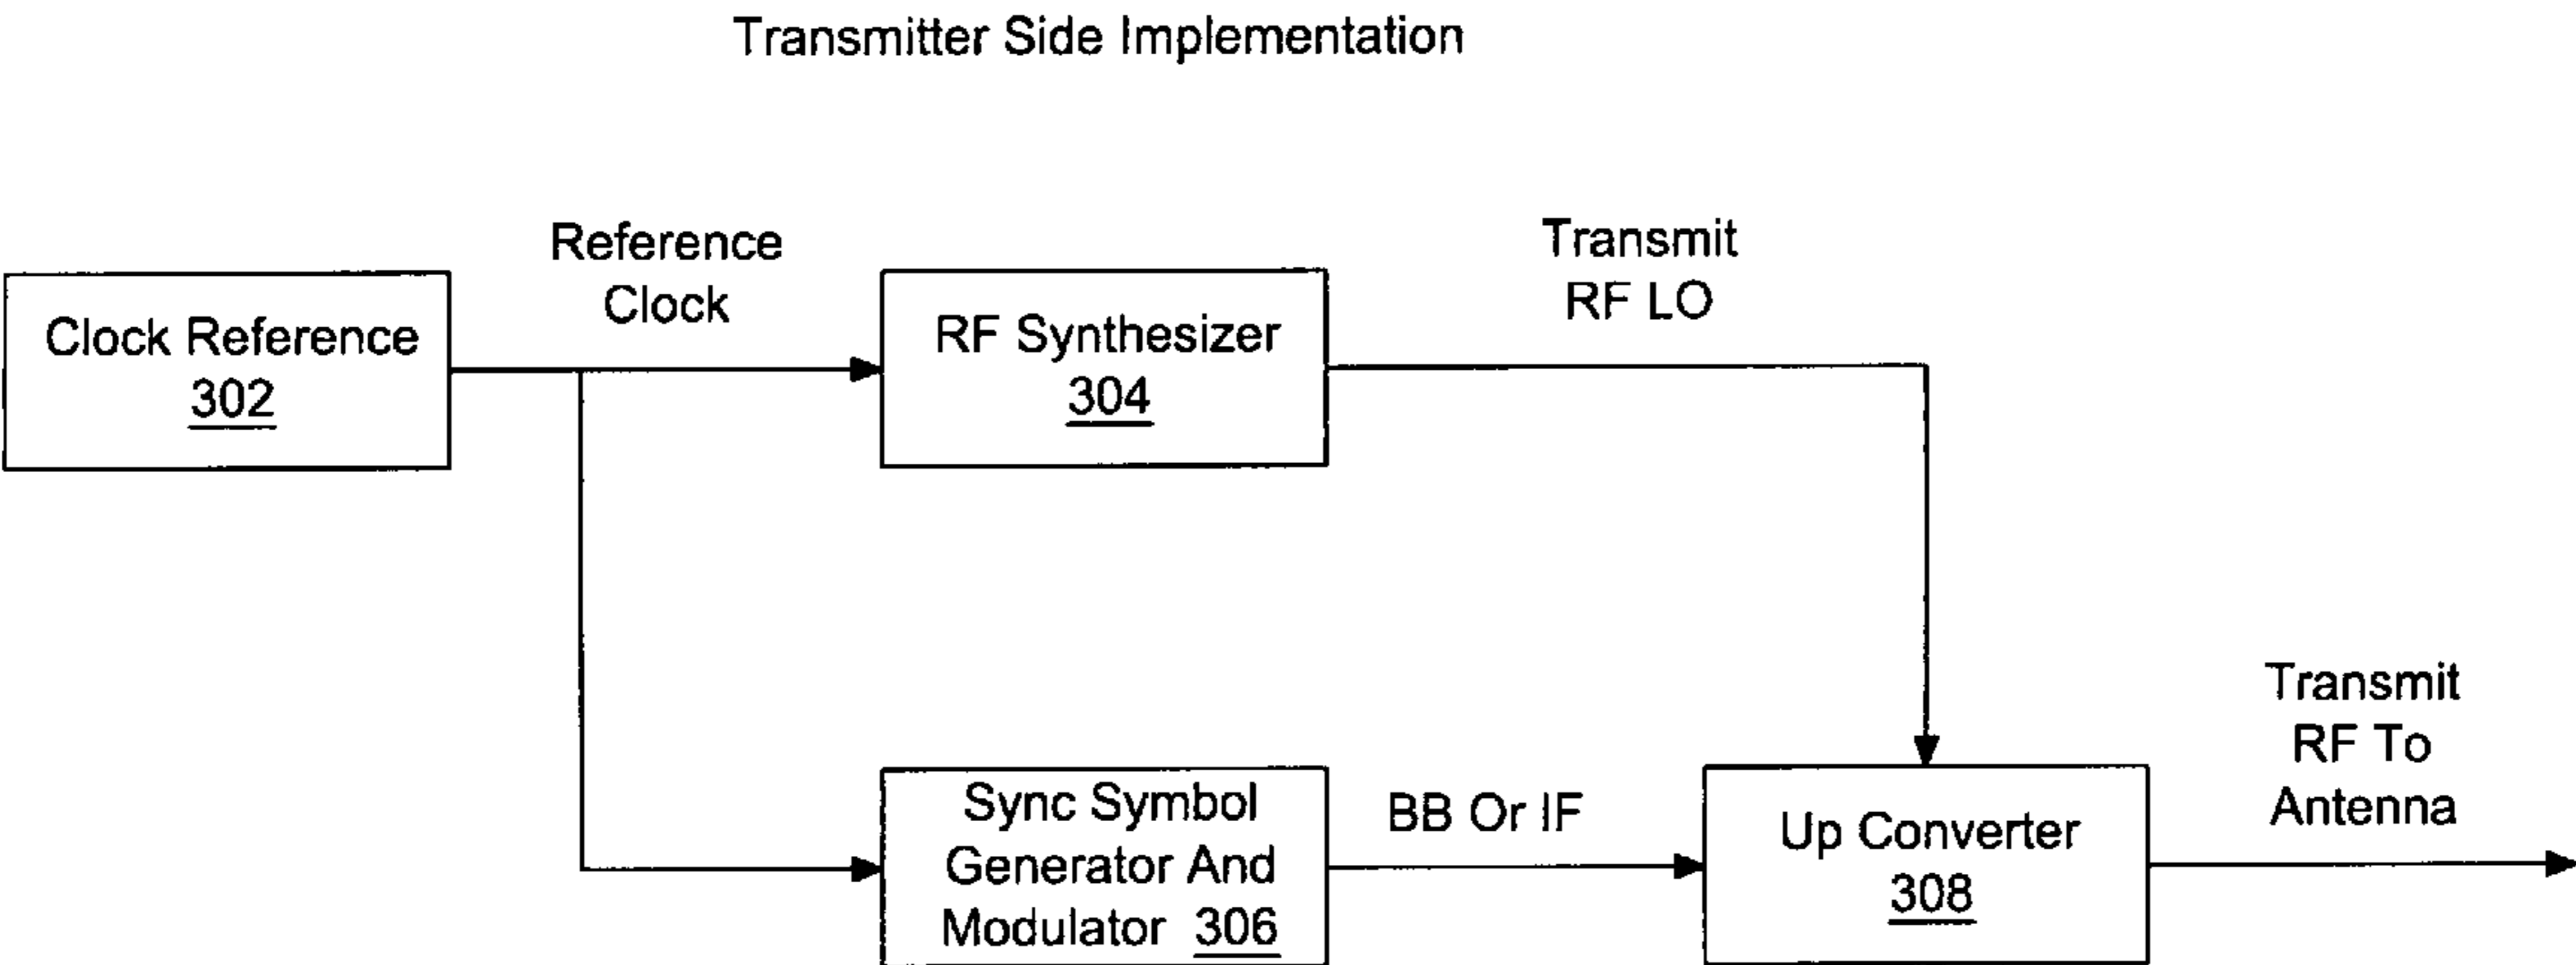 Transmitter Side Implementation
Reference
Clock
Transmit
RF LO
Clock Reference
302
RF Synthesizer
304
Transmit
RF To
Antenna
Sync Symbol
Generator And
Modulator 306
BB Or IF
Up Converter
308